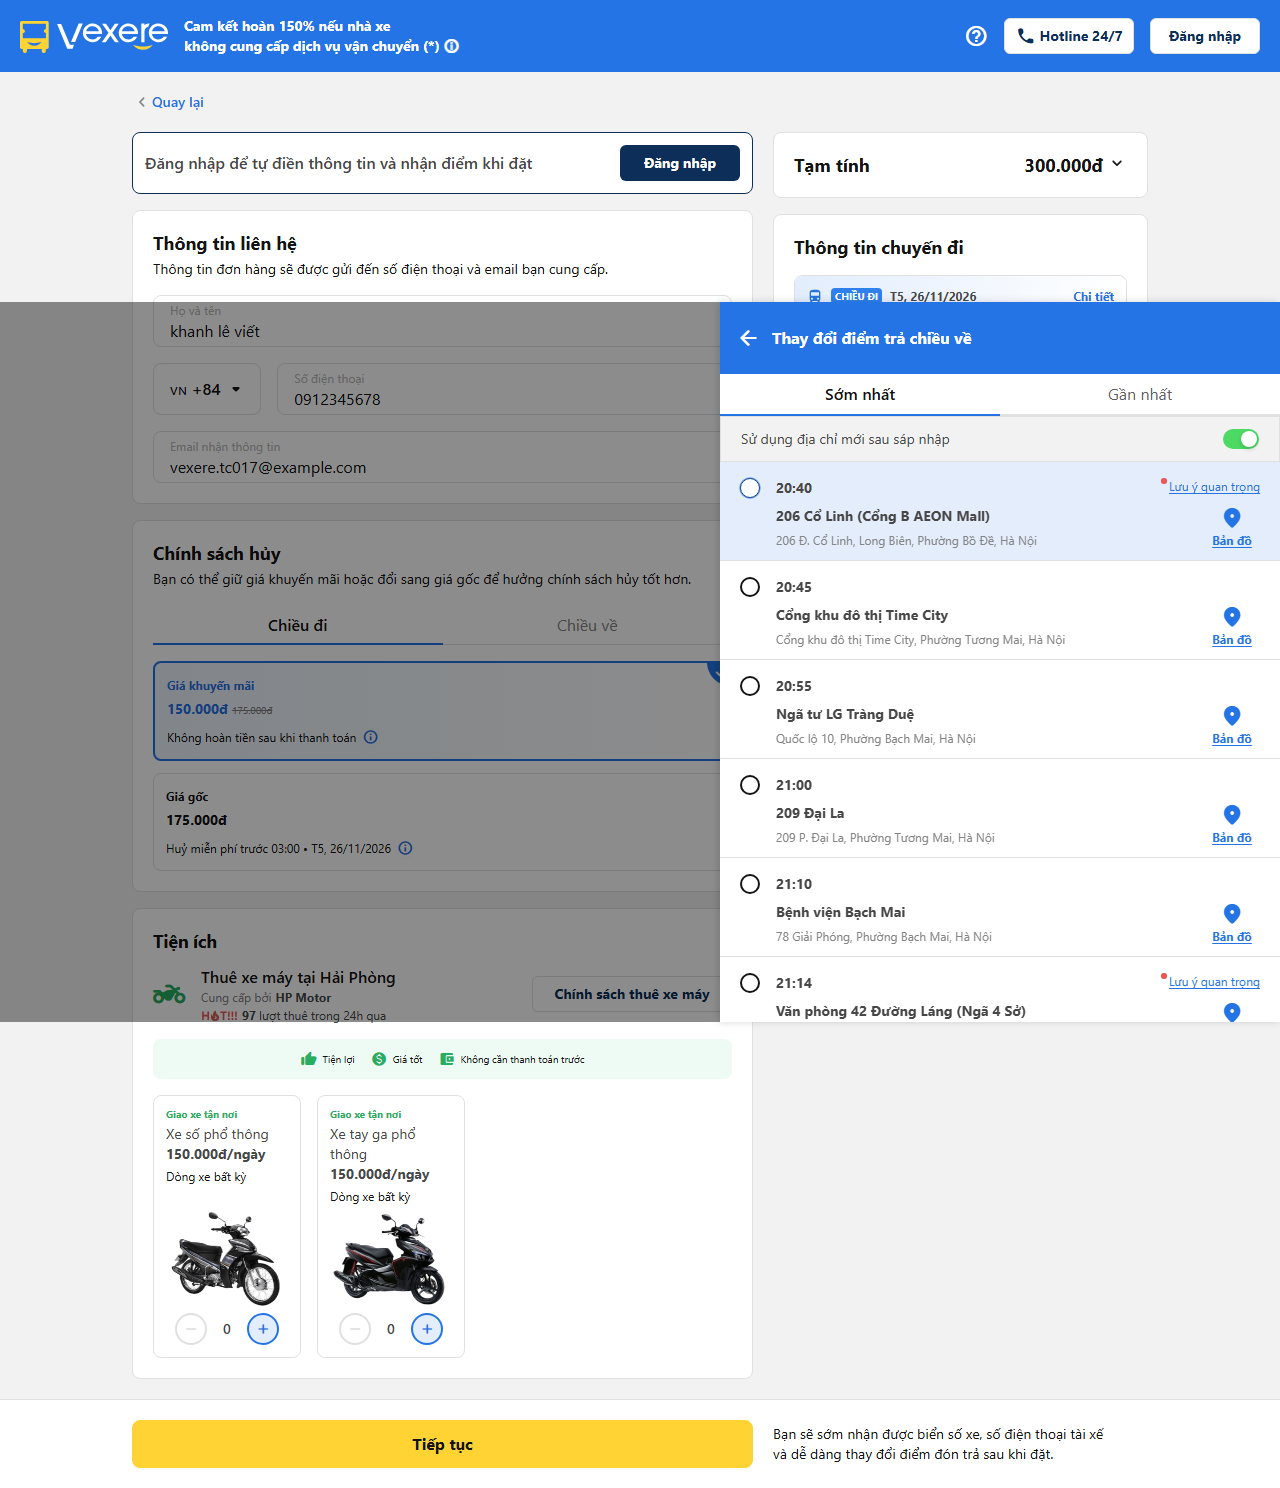 vexere
Cam kết hoàn 150% nếu nhà xe
không cung cấp dịch vụ vận chuyển (*)
Hotline 24/7
Đăng nhập
Quay lại
Đăng nhập để tự điền thông tin và nhận điểm khi đặt
Đăng nhập
Tạm tính
300.000đ
Thông tin liên hệ
Thông tin đơn hàng sẽ được gửi đến số điện thoại và email bạn cung cấp.
Họ và tên
khanh lê viết
VN +84
Số điện thoại
0912345678
Email nhận thông tin
vexere.tc017@example.com
Thông tin chuyến đi
CHIỀU ĐI
T5, 26/11/2026
Chi tiết
Chính sách hủy
Bạn có thể giữ giá khuyến mãi hoặc đổi sang giá gốc để hưởng chính sách hủy tốt hơn.
Chiều đi
Chiều về
Giá khuyến mãi
150.000đ 175.000đ
Không hoàn tiền sau khi thanh toán
Giá gốc
175.000đ
Huỷ miễn phí trước 03:00 • T5, 26/11/2026
Thay đổi điểm trả chiều về
Sớm nhất
Gần nhất
Sử dụng địa chỉ mới sau sáp nhập
20:40
Lưu ý quan trọng
206 Cổ Linh (Cổng B AEON Mall)
206 Đ. Cổ Linh, Long Biên, Phường Bồ Đề, Hà Nội
Bản đồ
20:45
Cổng khu đô thị Time City
Cổng khu đô thị Time City, Phường Tương Mai, Hà Nội
Bản đồ
20:55
Ngã tư LG Tràng Duệ
Quốc lộ 10, Phường Bạch Mai, Hà Nội
Bản đồ
21:00
209 Đại La
209 P. Đại La, Phường Tương Mai, Hà Nội
Bản đồ
21:10
Bệnh viện Bạch Mai
78 Giải Phóng, Phường Bạch Mai, Hà Nội
Bản đồ
21:14
Lưu ý quan trọng
Văn phòng 42 Đường Láng (Ngã 4 Sở)
Tiện ích
Thuê xe máy tại Hải Phòng
Cung cấp bởi HP Motor
HOT!!! 97 lượt thuê trong 24h qua
Chính sách thuê xe máy
Tiện lợi
Giá tốt
Không cần thanh toán trước
Giao xe tận nơi
Xe số phổ thông
150.000đ/ngày
Dòng xe bất kỳ
0
Giao xe tận nơi
Xe tay ga phổ
thông
150.000đ/ngày
Dòng xe bất kỳ
0
Tiếp tục
Bạn sẽ sớm nhận được biển số xe, số điện thoại tài xế
và dễ dàng thay đổi điểm đón trả sau khi đặt.